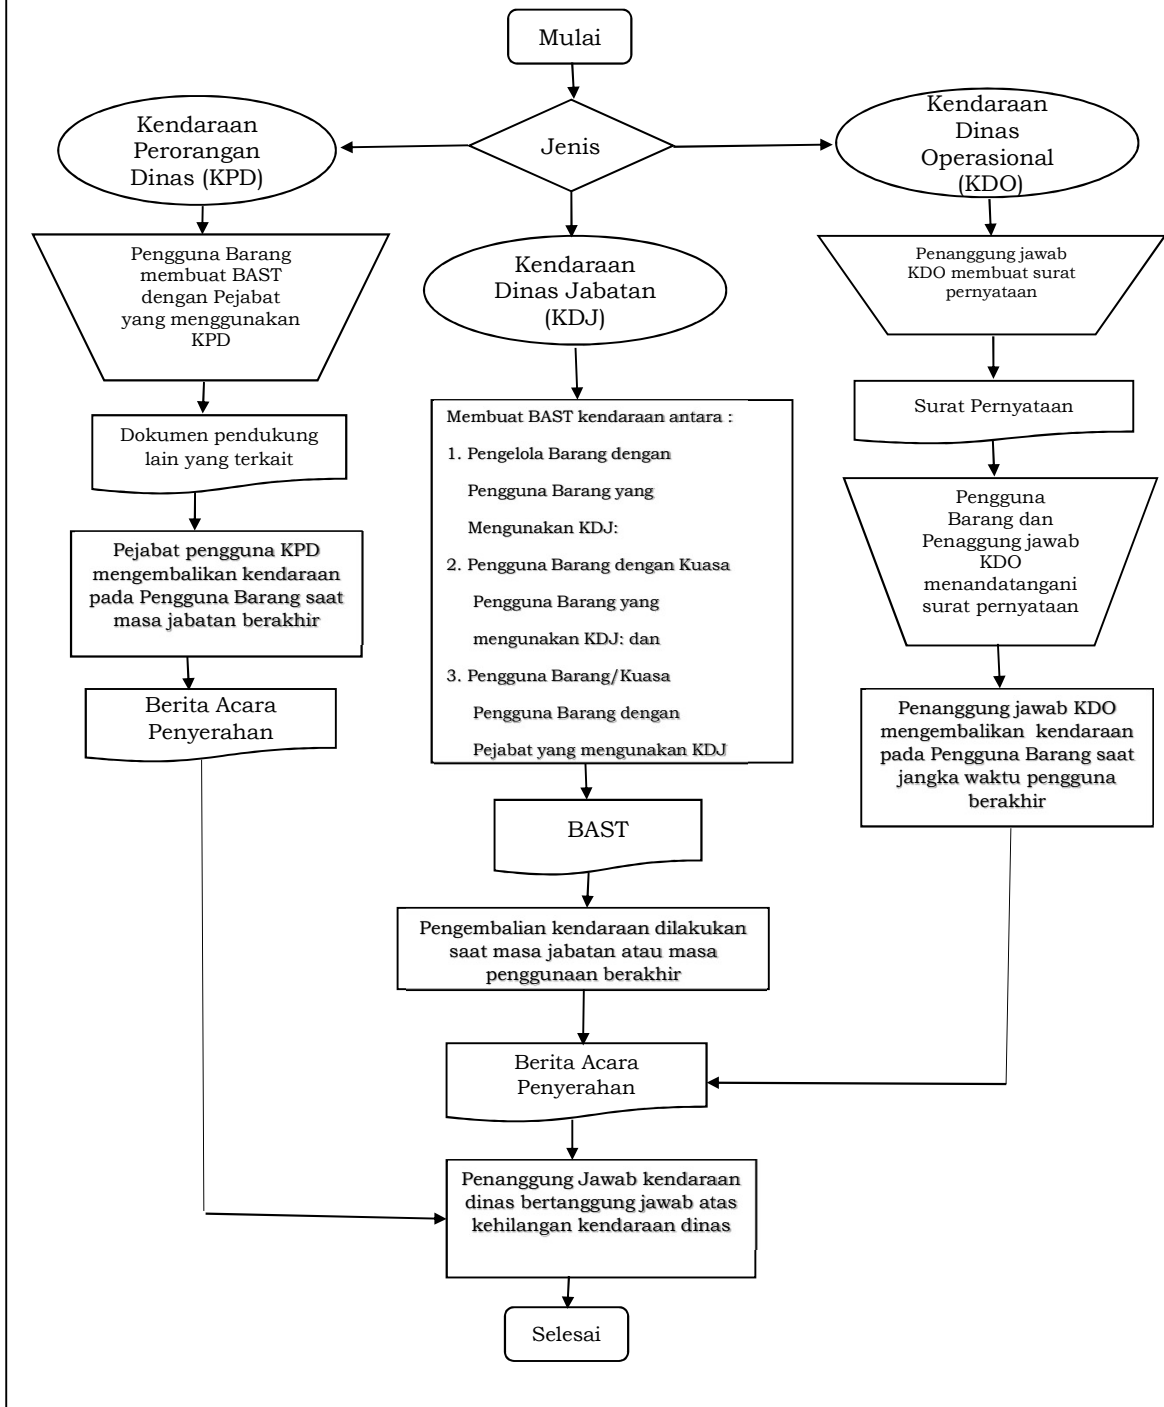 Mulai
Jenis
Kendaraan
Perorangan
Dinas (KPD)
Pengguna Barang
membuat BAST
dengan Pejabat
yang menggunakan
KPD
Dokumen pendukung
lain yang terkait
Pejabat pengguna KPD
mengembalikan kendaraan
pada Pengguna Barang saat
masa jabatan berakhir
Berita Acara
Penyerahan
Kendaraan
Dinas Jabatan
(KDJ)
Membuat BAST kendaraan antara :
1. Pengelola Barang dengan
Pengguna Barang yang
Mengunakan KDJ:
2. Pengguna Barang dengan Kuasa
Pengguna Barang yang
mengunakan KDJ: dan
3. Pengguna Barang/Kuasa
Pengguna Barang dengan
Pejabat yang mengunakan KDJ
BAST
Pengembalian kendaraan dilakukan
saat masa jabatan atau masa
penggunaan berakhir
Kendaraan
Dinas
Operasional
(KDO)
Penanggung jawab
KDO membuat surat
pernyataan
Surat Pernyataan
Pengguna
Barang dan
Penaggung jawab
KDO
menandatangani
surat pernyataan
Penanggung jawab KDO
mengembalikan kendaraan
pada Pengguna Barang saat
jangka waktu pengguna
berakhir
Berita Acara
Penyerahan
Penanggung Jawab kendaraan
dinas bertanggung jawab atas
kehilangan kendaraan dinas
Selesai